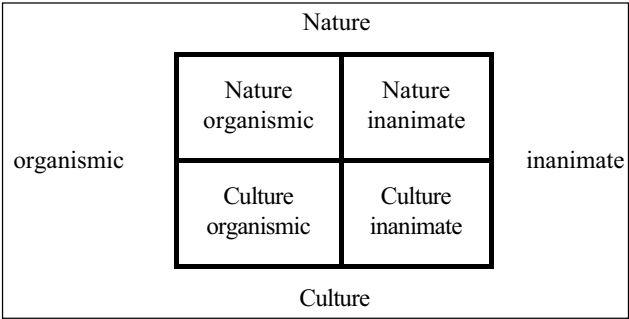 Nature
Nature
organismic
Nature
inanimate
organismic
inanimate
Culture
organismic
Culture
inanimate
Culture